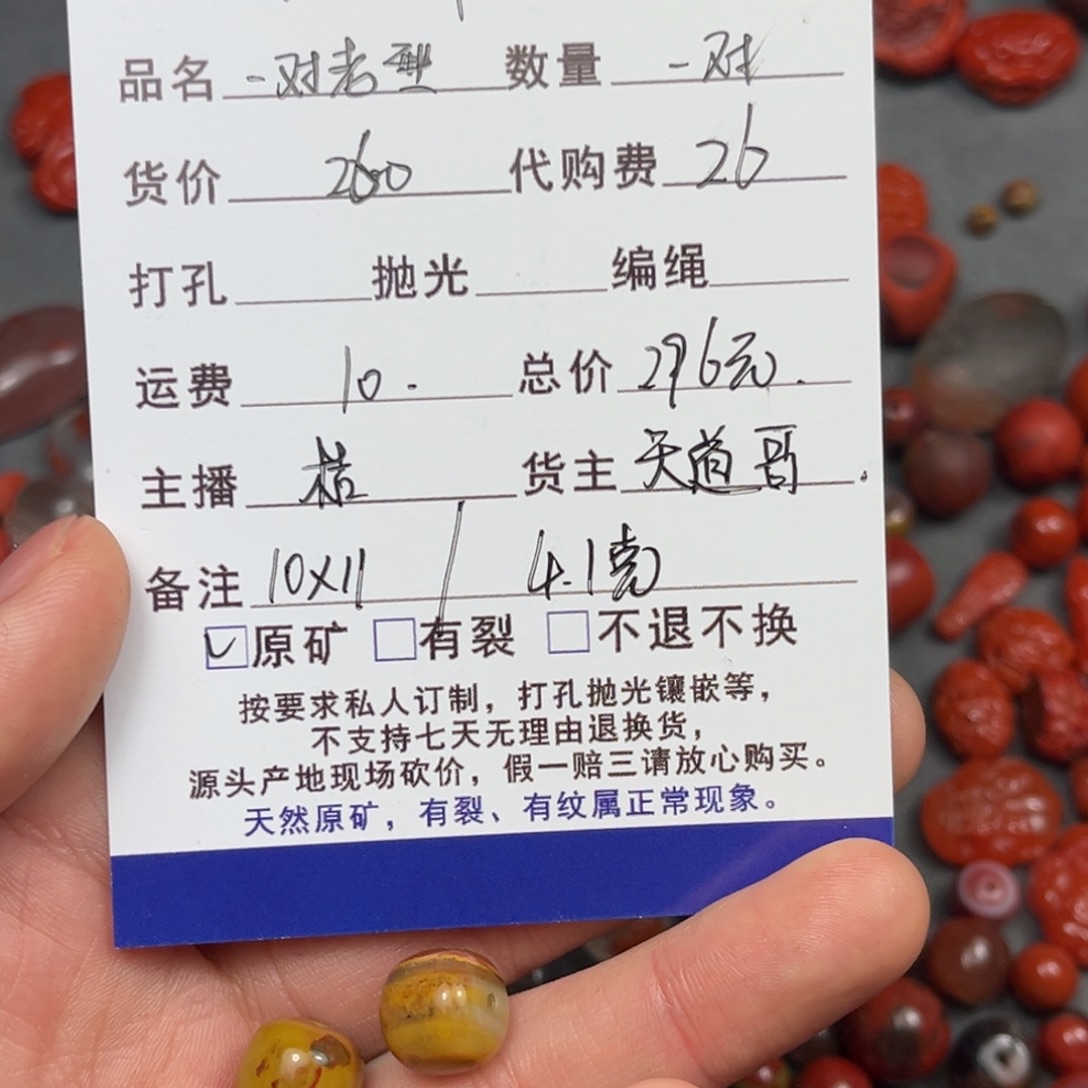 品名 一对老型 数量 一对
货价 260 代购费 26
打孔 抛光 编绳
运费 10. 总价 296元.
主播 桔 货主 天道哥.
备注 10X11 / 4.1克
原矿 有裂 不退不换
按要求私人订制，打孔抛光镶嵌等，
不支持七天无理由退换货，
源头产地现场砍价，假一赔三请放心购买。
天然原矿，有裂、有纹属正常现象。